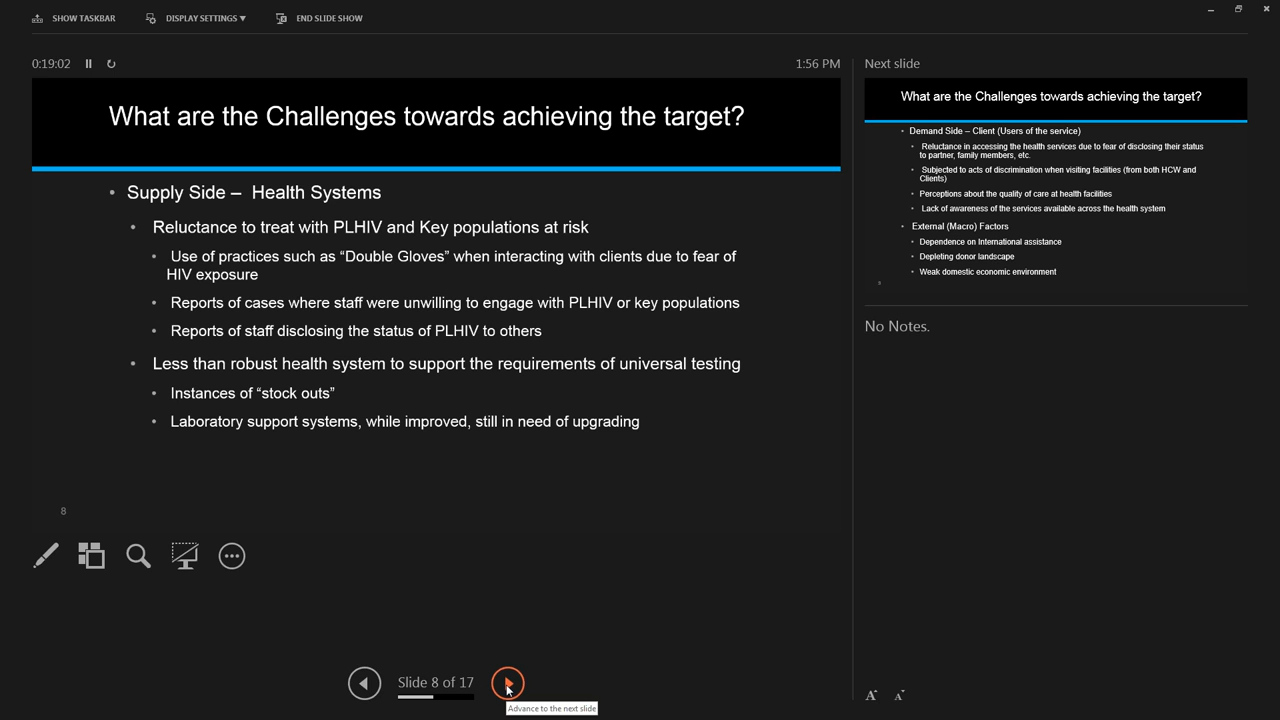 SHOW TASKBAR
DISPLAY SETTINGS ▼
END SLIDE SHOW
0:19:02
1:56 PM
What are the Challenges towards achieving the target?
• Supply Side – Health Systems
• Reluctance to treat with PLHIV and Key populations at risk
• Use of practices such as “Double Gloves” when interacting with clients due to fear of
HIV exposure
• Reports of cases where staff were unwilling to engage with PLHIV or key populations
• Reports of staff disclosing the status of PLHIV to others
• Less than robust health system to support the requirements of universal testing
• Instances of “stock outs”
• Laboratory support systems, while improved, still in need of upgrading
8
Slide 8 of 17
Advance to the next slide
Next slide
What are the Challenges towards achieving the target?
• Demand Side – Client (Users of the service)
• Reluctance in accessing the health services due to fear of disclosing their status
to partner, family members, etc.
• Subjected to acts of discrimination when visiting facilities (from both HCW and
Clients)
• Perceptions about the quality of care at health facilities
• Lack of awareness of the services available across the health system
• External (Macro) Factors
• Dependence on International assistance
• Depleting donor landscape
• Weak domestic economic environment
9
No Notes.
A A